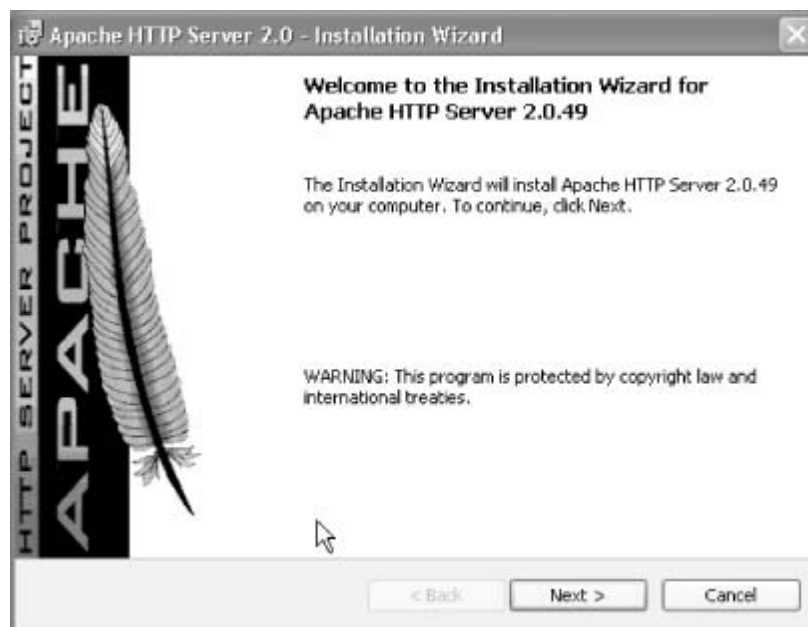 Apache HTTP Server 2.0 - Installation Wizard
HTTP SERVER PROJECT
APACHE
Welcome to the Installation Wizard for
Apache HTTP Server 2.0.49
The Installation Wizard will install Apache HTTP Server 2.0.49
on your computer. To continue, click Next.
WARNING: This program is protected by copyright law and
international treaties.
< Back
Next >
Cancel